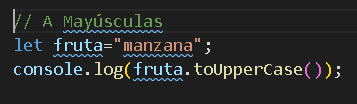 // A Mayúsculas
let fruta="manzana";
console.log(fruta.toUpperCase());